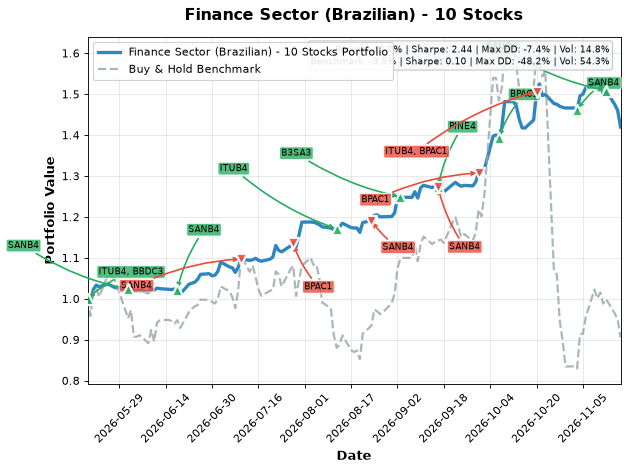 Finance Sector (Brazilian) - 10 Stocks
Finance Sector (Brazilian) - 10 Stocks Portfolio
Buy & Hold Benchmark
% | Sharpe: 2.44 | Max DD: -7.4% | Vol: 14.8%
Benchmark: -9.5% | Sharpe: 0.10 | Max DD: -48.2% | Vol: 54.3%
Portfolio Value
1.6
1.5
1.4
1.3
1.2
1.1
1.0
0.9
0.8
SANB4
BPAC1
PINE4
ITUB4, BPAC1
B3SA3
ITUB4
BPAC1
SANB4
SANB4
SANB4
SANB4
ITUB4, BBDC3
SANB4
BPAC1
2026-05-29
2026-06-14
2026-06-30
2026-07-16
2026-08-01
2026-08-17
2026-09-02
2026-09-18
2026-10-04
2026-10-20
2026-11-05
Date